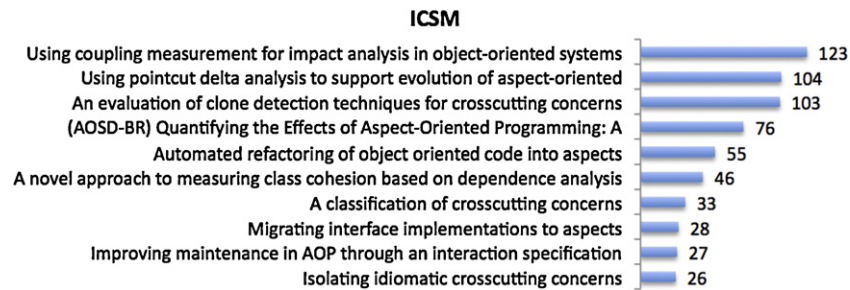 ICSM
Using coupling measurement for impact analysis in object-oriented systems 123
Using pointcut delta analysis to support evolution of aspect-oriented 104
An evaluation of clone detection techniques for crosscutting concerns 103
(AOSD-BR) Quantifying the Effects of Aspect-Oriented Programming: A 76
Automated refactoring of object oriented code into aspects 55
A novel approach to measuring class cohesion based on dependence analysis 46
A classification of crosscutting concerns 33
Migrating interface implementations to aspects 28
Improving maintenance in AOP through an interaction specification 27
Isolating idiomatic crosscutting concerns 26